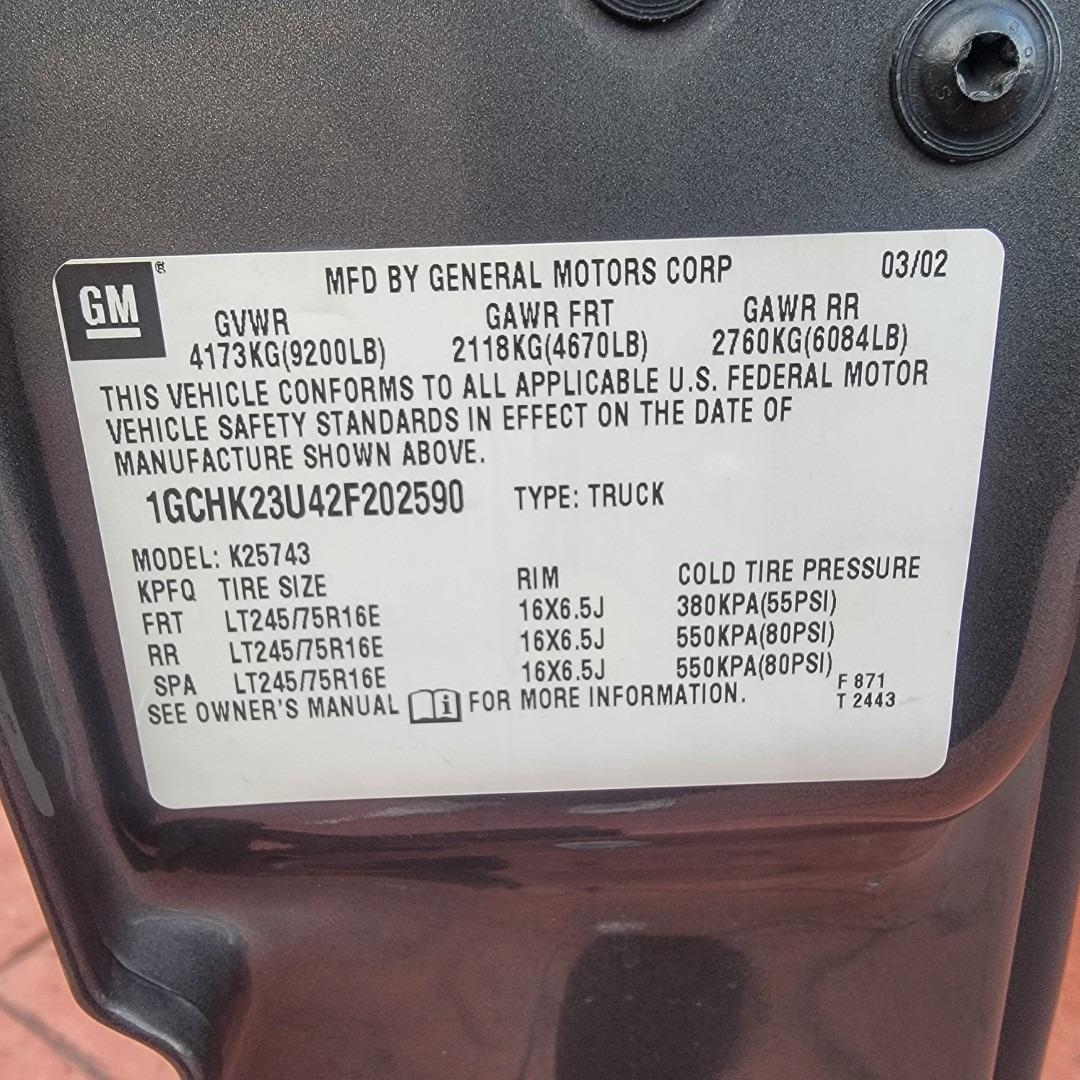 GM ®
MFD BY GENERAL MOTORS CORP 03/02
GVWR GAWR FRT GAWR RR
4173KG(9200LB) 2118KG(4670LB) 2760KG(6084LB)
THIS VEHICLE CONFORMS TO ALL APPLICABLE U.S. FEDERAL MOTOR
VEHICLE SAFETY STANDARDS IN EFFECT ON THE DATE OF
MANUFACTURE SHOWN ABOVE.
1GCHK23U42F202590 TYPE: TRUCK
MODEL: K25743
KPFQ TIRE SIZE RIM COLD TIRE PRESSURE
FRT LT245/75R16E 16X6.5J 380KPA(55PSI)
RR LT245/75R16E 16X6.5J 550KPA(80PSI)
SPA LT245/75R16E 16X6.5J 550KPA(80PSI)
SEE OWNER'S MANUAL i FOR MORE INFORMATION.
F 871
T 2443